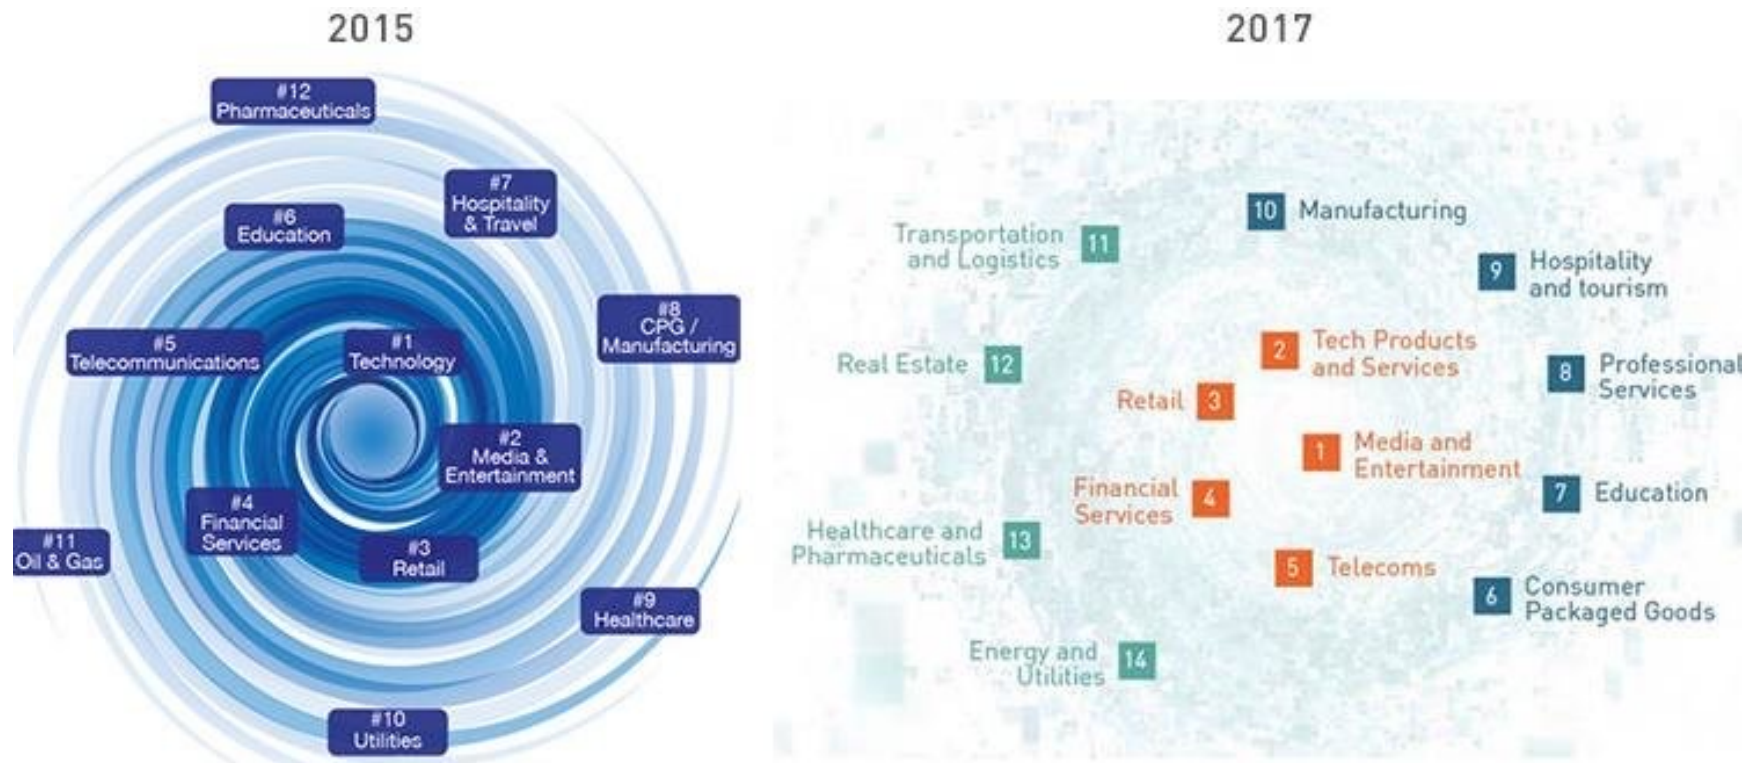 2015
#12
Pharmaceuticals
#7
Hospitality
& Travel
#6
Education
#8
CPG /
Manufacturing
#5
Telecommunications
#1
Technology
#2
Media &
Entertainment
#4
Financial
Services
#3
Retail
#11
Oil & Gas
#9
Healthcare
#10
Utilities
2017
10 Manufacturing
Transportation
and Logistics
11
9
Hospitality
and tourism
2
Tech Products
and Services
Real Estate 12
8
Professional
Services
Retail 3
1
Media and
Entertainment
Financial
Services
4
7 Education
Healthcare and
Pharmaceuticals
13
5 Telecoms
6
Consumer
Packaged Goods
Energy and
Utilities
14